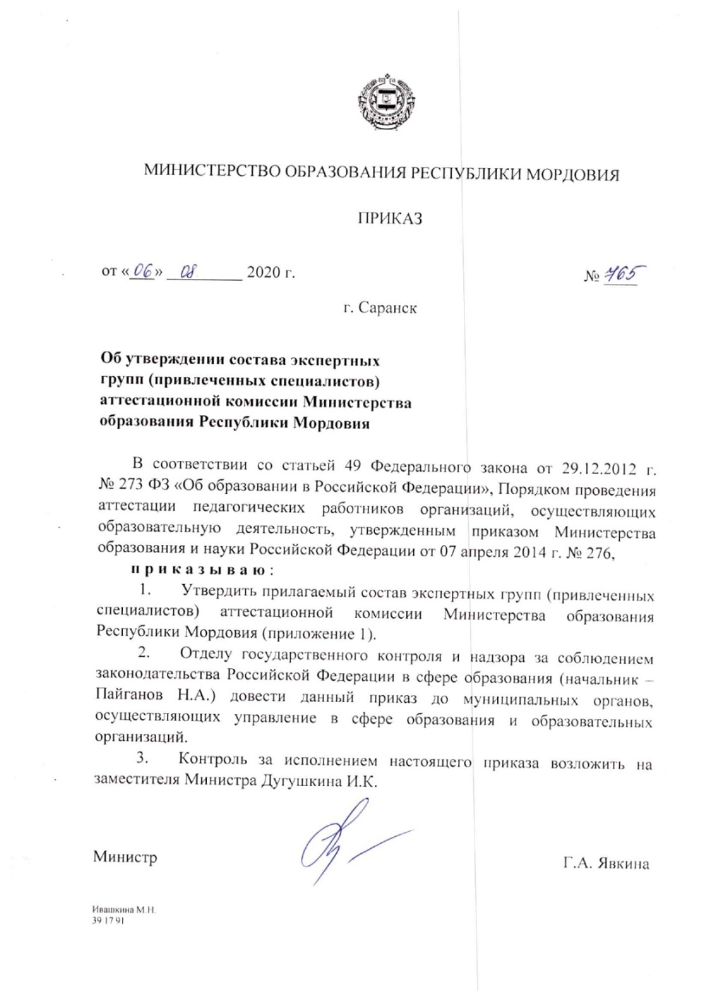 МИНИСТЕРСТВО ОБРАЗОВАНИЯ РЕСПУБЛИКИ МОРДОВИЯ
ПРИКАЗ
от «06» 08 2020 г.
№ 765
г. Саранск
Об утверждении состава экспертных
групп (привлеченных специалистов)
аттестационной комиссии Министерства
образования Республики Мордовия
В соответствии со статьей 49 Федерального закона от 29.12.2012 г.
№ 273 ФЗ «Об образовании в Российской Федерации», Порядком проведения
аттестации педагогических работников организаций, осуществляющих
образовательную деятельность, утвержденным приказом Министерства
образования и науки Российской Федерации от 07 апреля 2014 г. № 276,
п р и к а з ы в а ю :
1. Утвердить прилагаемый состав экспертных групп (привлеченных
специалистов) аттестационной комиссии Министерства образования
Республики Мордовия (приложение 1).
2. Отделу государственного контроля и надзора за соблюдением
законодательства Российской Федерации в сфере образования (начальник –
Пайганов Н.А.) довести данный приказ до муниципальных органов,
осуществляющих управление в сфере образования и образовательных
организаций.
3. Контроль за исполнением настоящего приказа возложить на
заместителя Министра Дугушкина И.К.
Министр
Г.А. Явкина
Ивашкина М.Н.
39 17 91